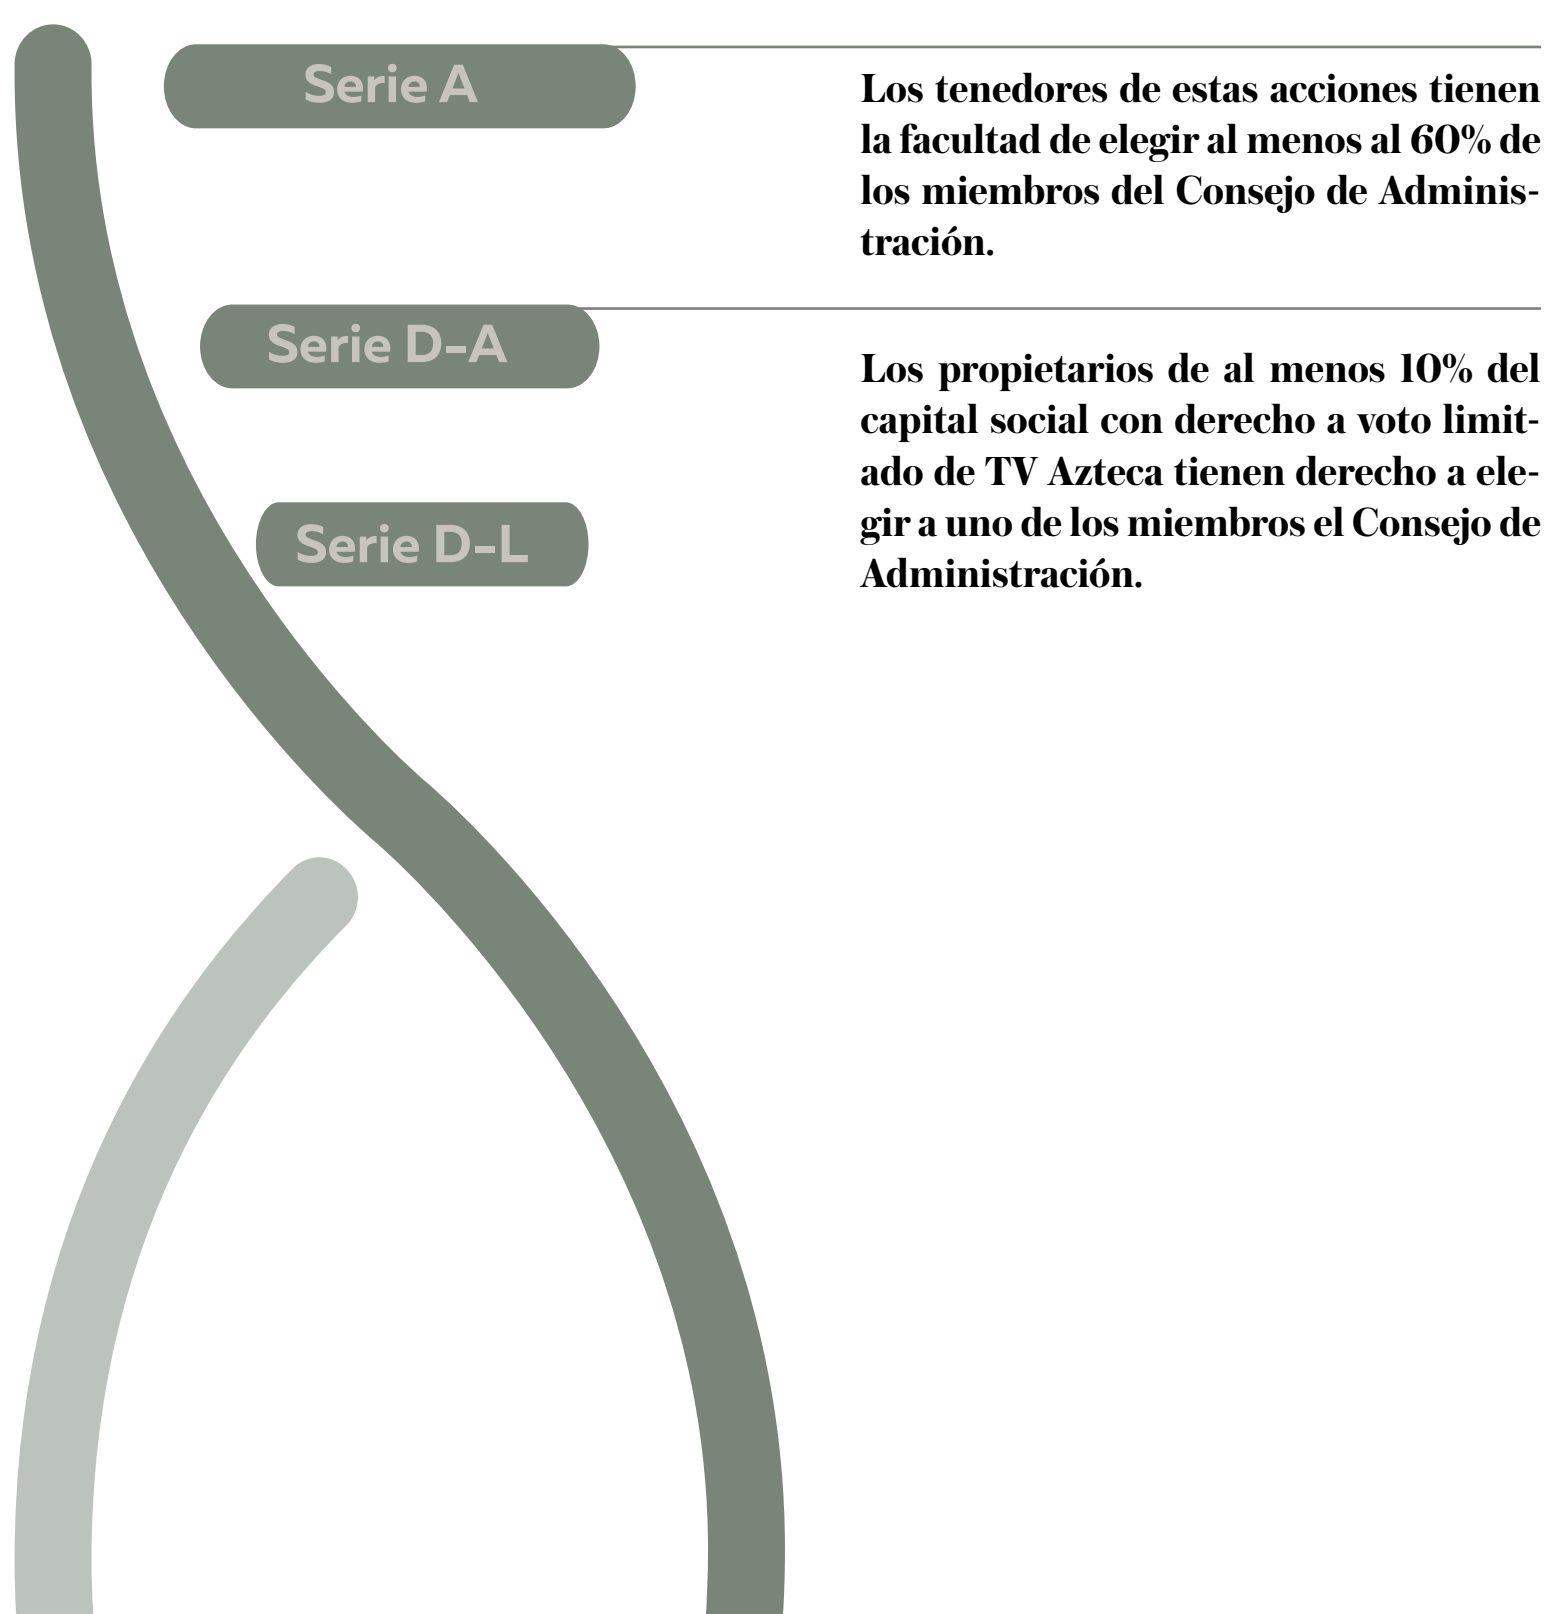 Serie A
Los tenedores de estas acciones tienen
la facultad de elegir al menos al 60% de
los miembros del Consejo de Adminis-
tración.
Serie D-A
Los propietarios de al menos 10% del
capital social con derecho a voto limit-
ado de TV Azteca tienen derecho a ele-
gir a uno de los miembros el Consejo de
Administración.
Serie D-L